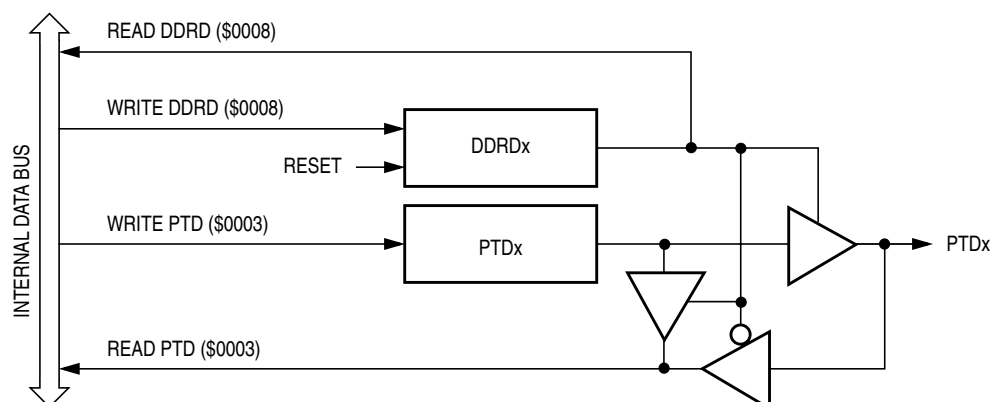 READ DDRD ($0008)
WRITE DDRD ($0008)
DDRDx
RESET
WRITE PTD ($0003)
PTDx
PTDx
READ PTD ($0003)
INTERNAL DATA BUS